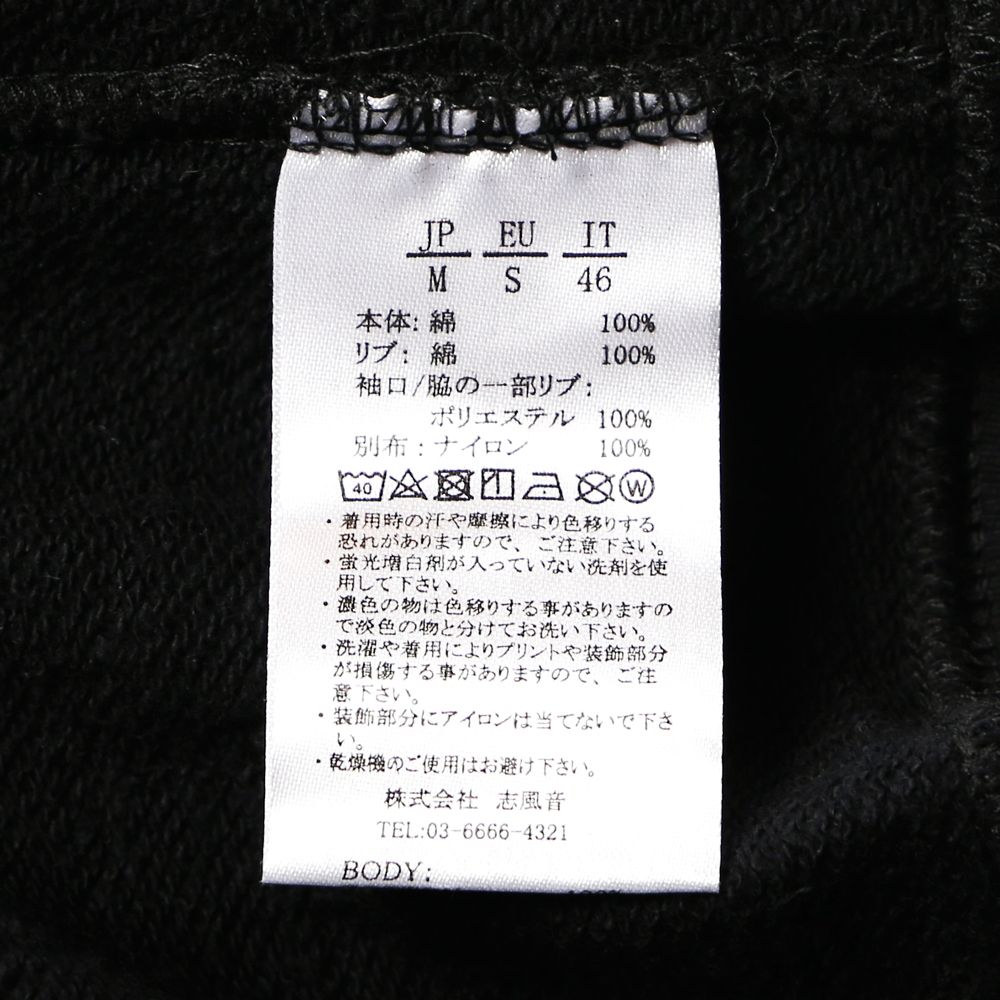 JP EU IT
M S 46
本体: 綿 100%
リブ: 綿 100%
袖口/脇の一部リブ:
ポリエステル 100%
別布: ナイロン 100%
40 W
・着用時の汗や摩擦により色移りする
恐れがありますので、ご注意下さい。
・蛍光増白剤が入っていない洗剤を使
用して下さい。
・濃色の物は色移りする事がありますの
で淡色の物と分けてお洗い下さい。
・洗濯や着用によりプリントや装飾部分
が損傷する事がありますので、ご注
意下さい。
・装飾部分にアイロンは当てないで下さ
い。
・乾燥機のご使用はお避け下さい。
株式会社 志風音
TEL:03-6666-4321
BODY: